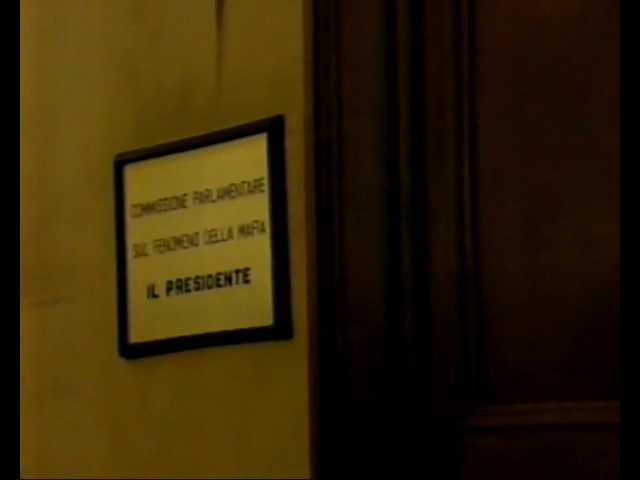 COMMISSIONE PARLAMENTARE
SUL FENOMENO DELLA MAFIA
IL PRESIDENTE